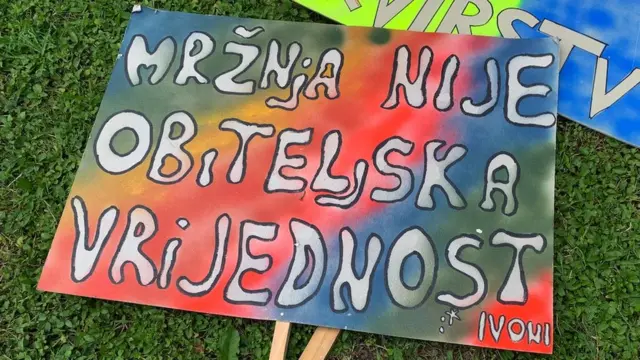 MRŽNjA NIJE
OBiTELjSKA
VRiJEDNOST
:* IVONI